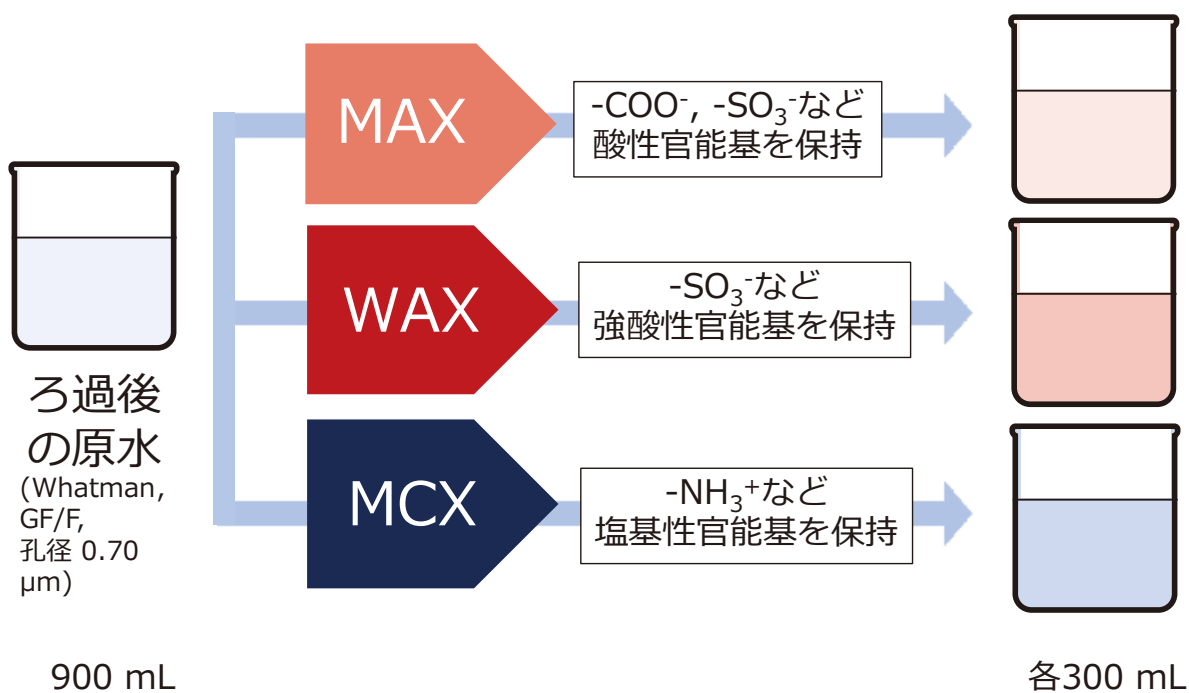 MAX
-COO⁻, -SO₃⁻など
酸性官能基を保持
WAX
-SO₃⁻など
強酸性官能基を保持
MCX
-NH₃⁺など
塩基性官能基を保持
ろ過後
の原水
(Whatman,
GF/F,
孔径 0.70
μm)
900 mL
各300 mL